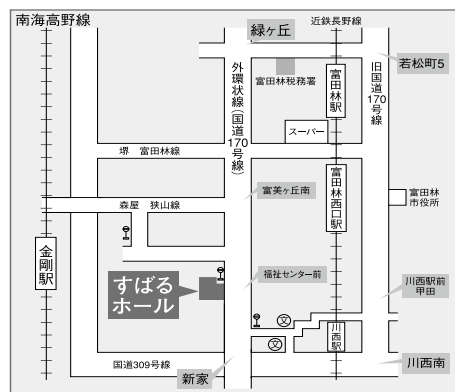 南海高野線
近鉄長野線
緑ヶ丘
若松町5
外環状線(国道170号線)
富田林税務署
富田林駅
旧国道170号線
スーパー
堺 富田林線
富美ヶ丘南
富田林西口駅
富田林
市役所
森屋 狭山線
金剛駅
すばる
ホール
福祉センター前
川西駅前
甲田
文
文
川西駅
国道309号線
新家
川西南